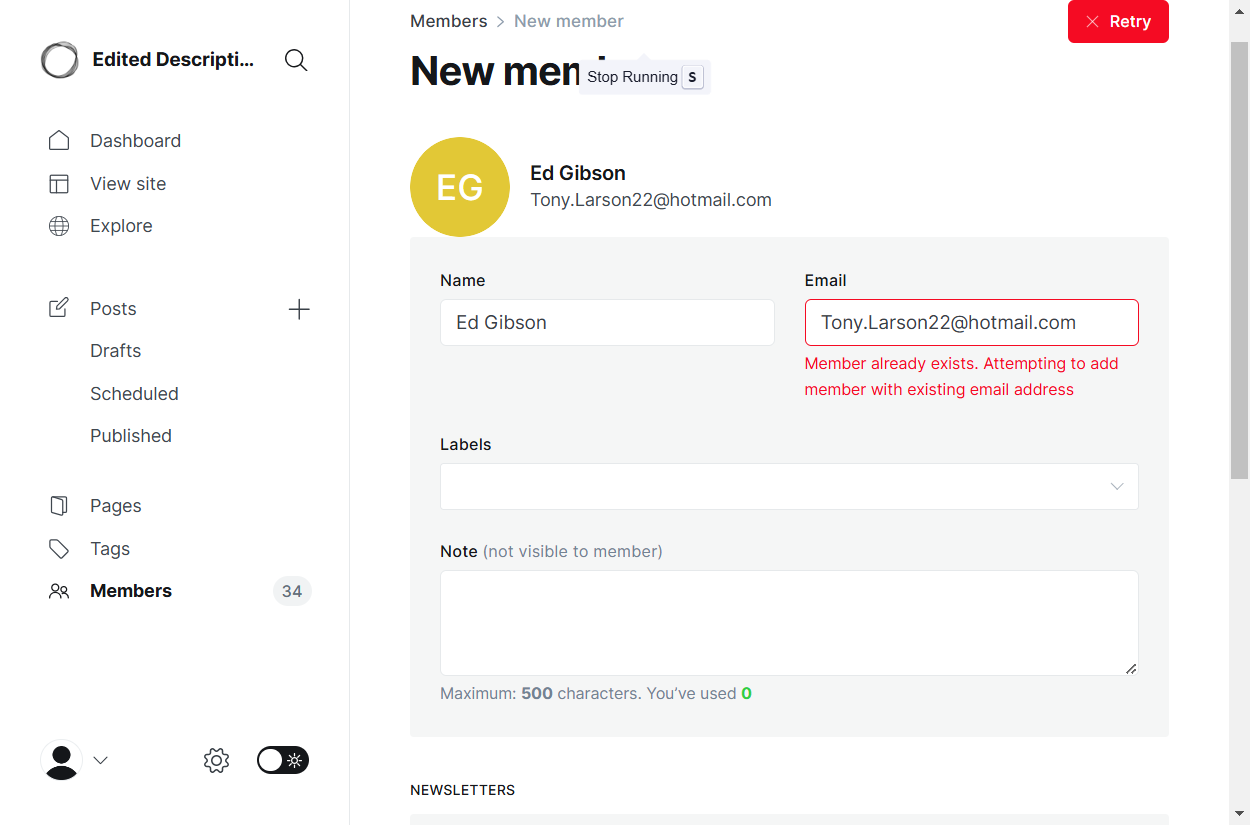 Edited Descripti...
Dashboard
View site
Explore
Posts
Drafts
Scheduled
Published
Pages
Tags
Members
34
Members > New member
Retry
New mem
Stop Running S
EG
Ed Gibson
Tony.Larson22@hotmail.com
Name
Ed Gibson
Email
Tony.Larson22@hotmail.com
Member already exists. Attempting to add
member with existing email address
Labels
Note (not visible to member)
Maximum: 500 characters. You’ve used 0
NEWSLETTERS